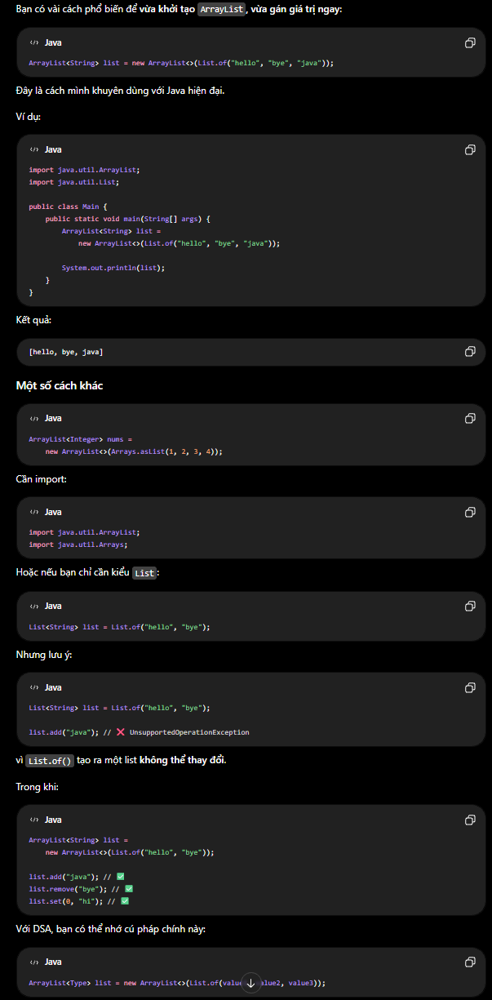 Bạn có vài cách phổ biến để vừa khởi tạo ArrayList, vừa gán giá trị ngay:
Java
ArrayList<String> list = new ArrayList<>(List.of("hello", "bye", "java"));
Đây là cách mình khuyên dùng với Java hiện đại.
Ví dụ:
Java
import java.util.ArrayList;
import java.util.List;
public class Main {
    public static void main(String[] args) {
        ArrayList<String> list =
            new ArrayList<>(List.of("hello", "bye", "java"));
        System.out.println(list);
    }
}
Kết quả:
[hello, bye, java]
Một số cách khác
Java
ArrayList<Integer> nums =
    new ArrayList<>(Arrays.asList(1, 2, 3, 4));
Cần import:
Java
import java.util.ArrayList;
import java.util.Arrays;
Hoặc nếu bạn chỉ cần kiểu List:
Java
List<String> list = List.of("hello", "bye");
Nhưng lưu ý:
Java
List<String> list = List.of("hello", "bye");
list.add("java"); // ❌ UnsupportedOperationException
vì List.of() tạo ra một list không thể thay đổi.
Trong khi:
Java
ArrayList<String> list =
    new ArrayList<>(List.of("hello", "bye"));
list.add("java"); // ✅
list.remove("bye"); // ✅
list.set(0, "hi"); // ✅
Với DSA, bạn có thể nhớ cú pháp chính này:
Java
ArrayList<Type> list = new ArrayList<>(List.of( value3));